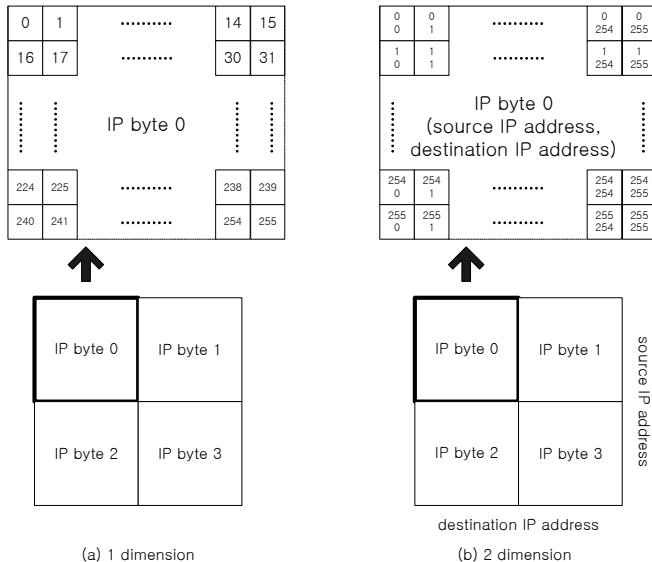 0 1 ·········· 14 15
16 17 ·········· 30 31
IP byte 0
224 225 ·········· 238 239
240 241 ·········· 254 255
IP byte 0 IP byte 1
IP byte 2 IP byte 3
(a) 1 dimension
0 0 ·········· 0 0
0 1 254 255
1 1 ·········· 1 1
0 1 254 255
IP byte 0
(source IP address,
destination IP address)
254 254 ·········· 254 254
0 1 254 255
255 255 ·········· 255 255
0 1 254 255
IP byte 0 IP byte 1
IP byte 2 IP byte 3
source IP address
destination IP address
(b) 2 dimension